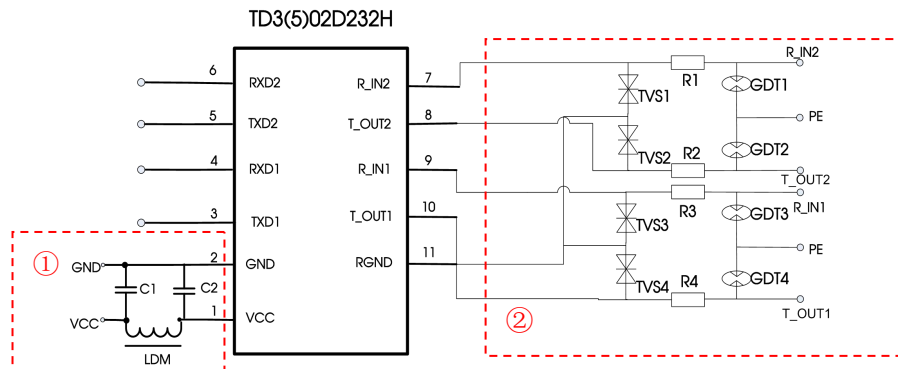 TD3(5)02D232H
6 RXD2 R_IN2 7
5 TXD2 T_OUT2 8
4 RXD1 R_IN1 9
3 TXD1 T_OUT1 10
2 GND RGND 11
1 VCC
①
GND
C1 C2
VCC
LDM
R_IN2
R1
TVS1 GDT1
PE
TVS2 R2 GDT2
T_OUT2
R_IN1
R3
TVS3 GDT3
PE
TVS4 R4 GDT4
T_OUT1
②